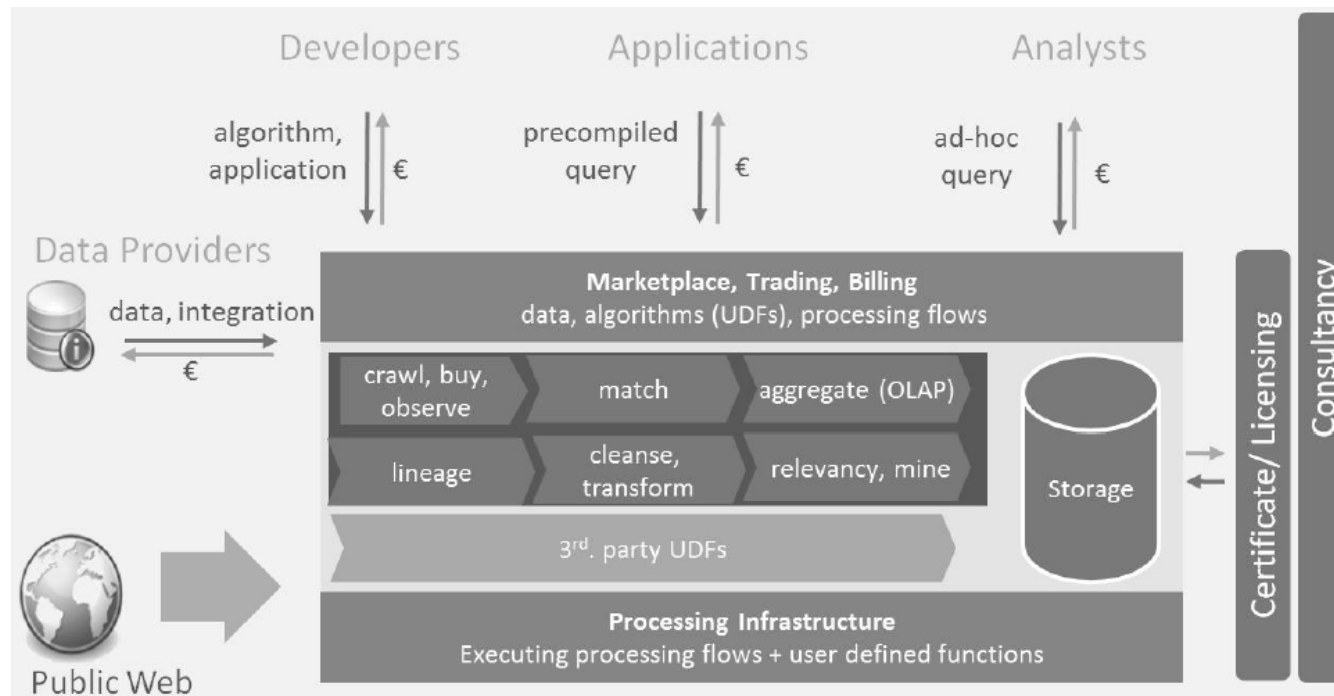 Developers
Applications
Analysts
algorithm,
application
€
precompiled
query
€
ad-hoc
query
€
Data Providers
data, integration
€
i
Marketplace, Trading, Billing
data, algorithms (UDFs), processing flows
crawl, buy,
observe
match
aggregate (OLAP)
lineage
cleanse,
transform
relevancy, mine
3rd. party UDFs
Storage
Processing Infrastructure
Executing processing flows + user defined functions
Public Web
Certificate/ Licensing
Consultancy